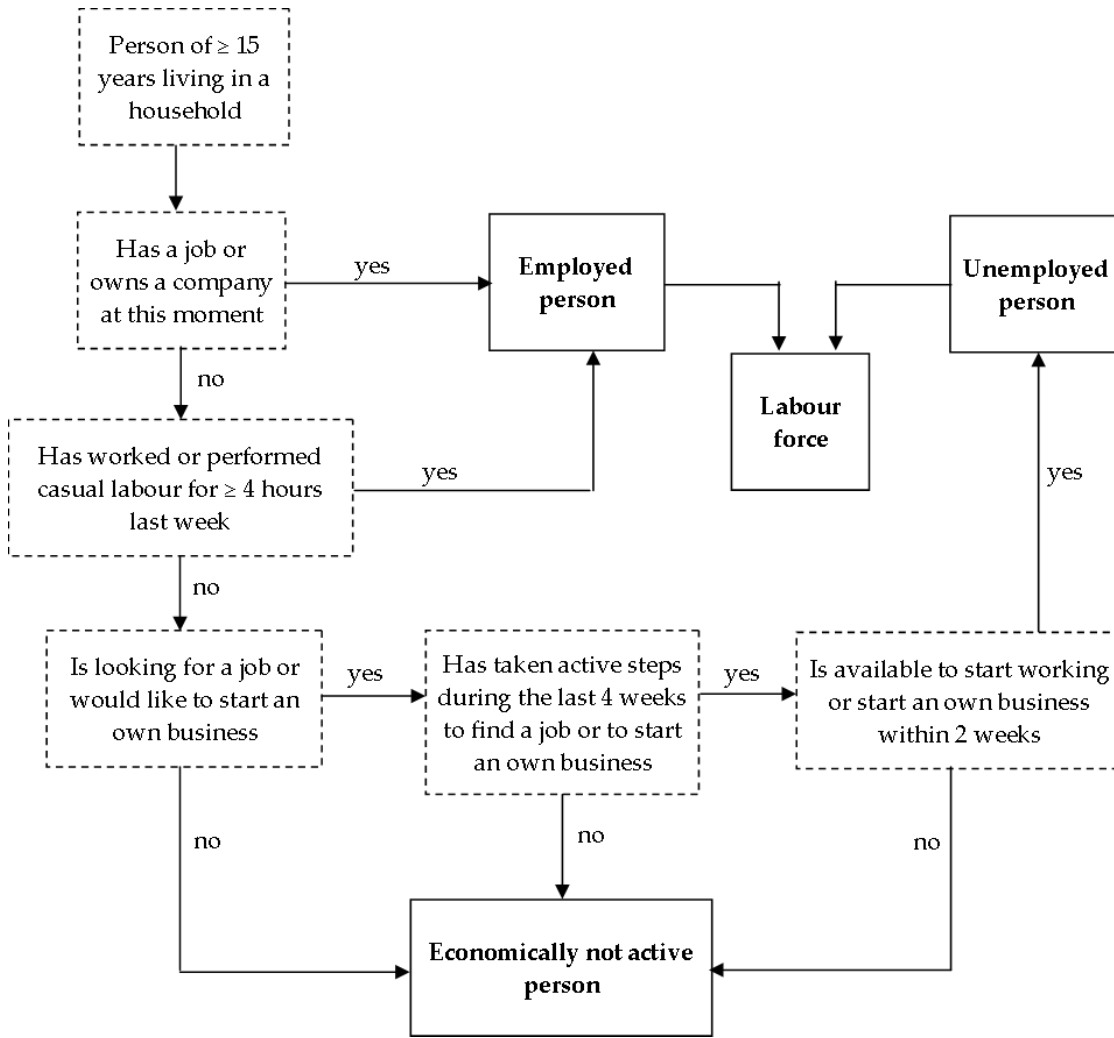 Person of ≥ 15
years living in a
household
Has a job or
owns a company
at this moment
yes
Employed
person
Unemployed
person
no
Labour
force
Has worked or performed
casual labour for ≥ 4 hours
last week
yes
yes
no
Is looking for a job or
would like to start an
own business
yes
Has taken active steps
during the last 4 weeks
to find a job or to start
an own business
yes
Is available to start working
or start an own business
within 2 weeks
no
no
no
Economically not active
person